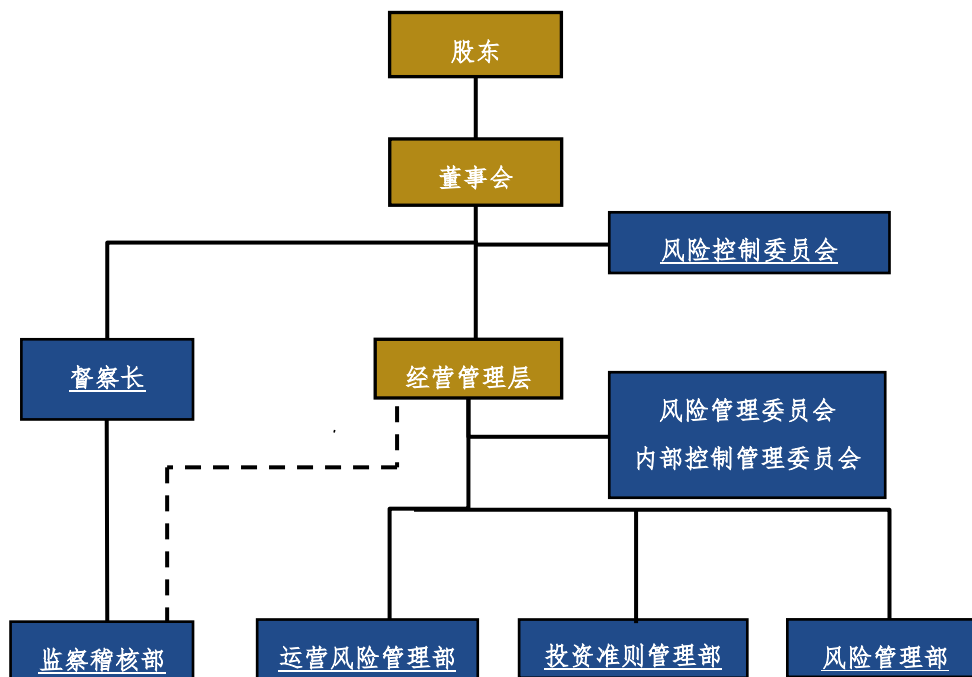 股东
董事会
风险控制委员会
督察长
经营管理层
风险管理委员会
内部控制管理委员会
监察稽核部
运营风险管理部
投资准则管理部
风险管理部